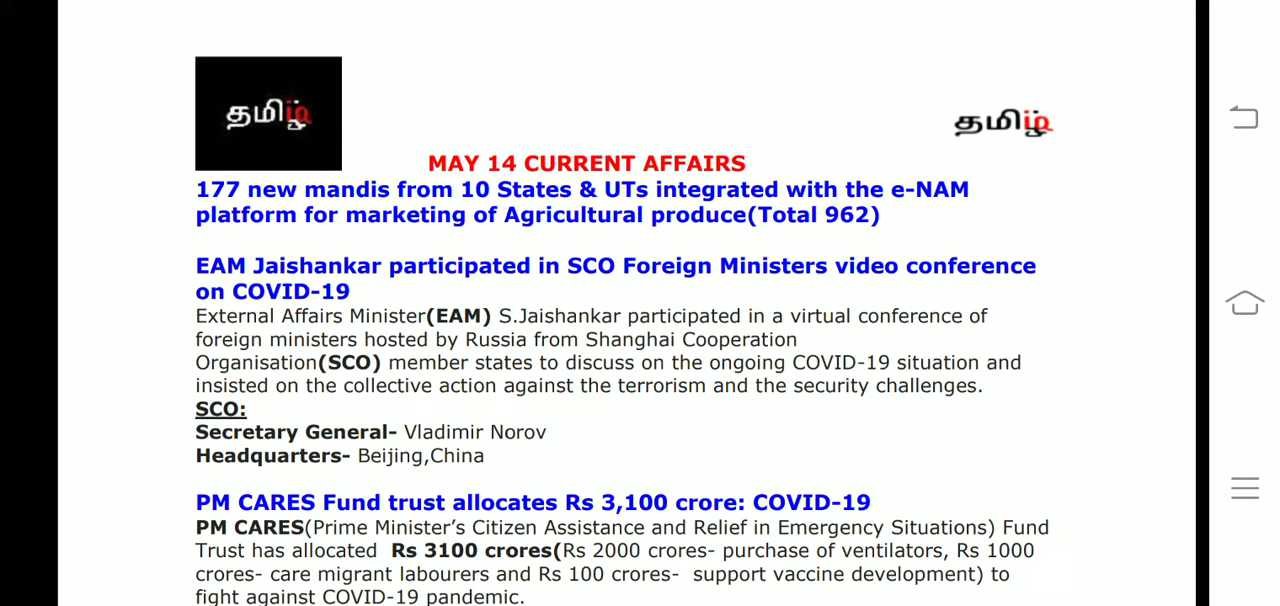 தமிழ்
தமிழ்
MAY 14 CURRENT AFFAIRS
177 new mandis from 10 States & UTs integrated with the e-NAM
platform for marketing of Agricultural produce(Total 962)
EAM Jaishankar participated in SCO Foreign Ministers video conference
on COVID-19
External Affairs Minister(EAM) S.Jaishankar participated in a virtual conference of
foreign ministers hosted by Russia from Shanghai Cooperation
Organisation(SCO) member states to discuss on the ongoing COVID-19 situation and
insisted on the collective action against the terrorism and the security challenges.
SCO:
Secretary General- Vladimir Norov
Headquarters- Beijing,China
PM CARES Fund trust allocates Rs 3,100 crore: COVID-19
PM CARES(Prime Minister’s Citizen Assistance and Relief in Emergency Situations) Fund
Trust has allocated Rs 3100 crores(Rs 2000 crores- purchase of ventilators, Rs 1000
crores- care migrant labourers and Rs 100 crores- support vaccine development) to
fight against COVID-19 pandemic.